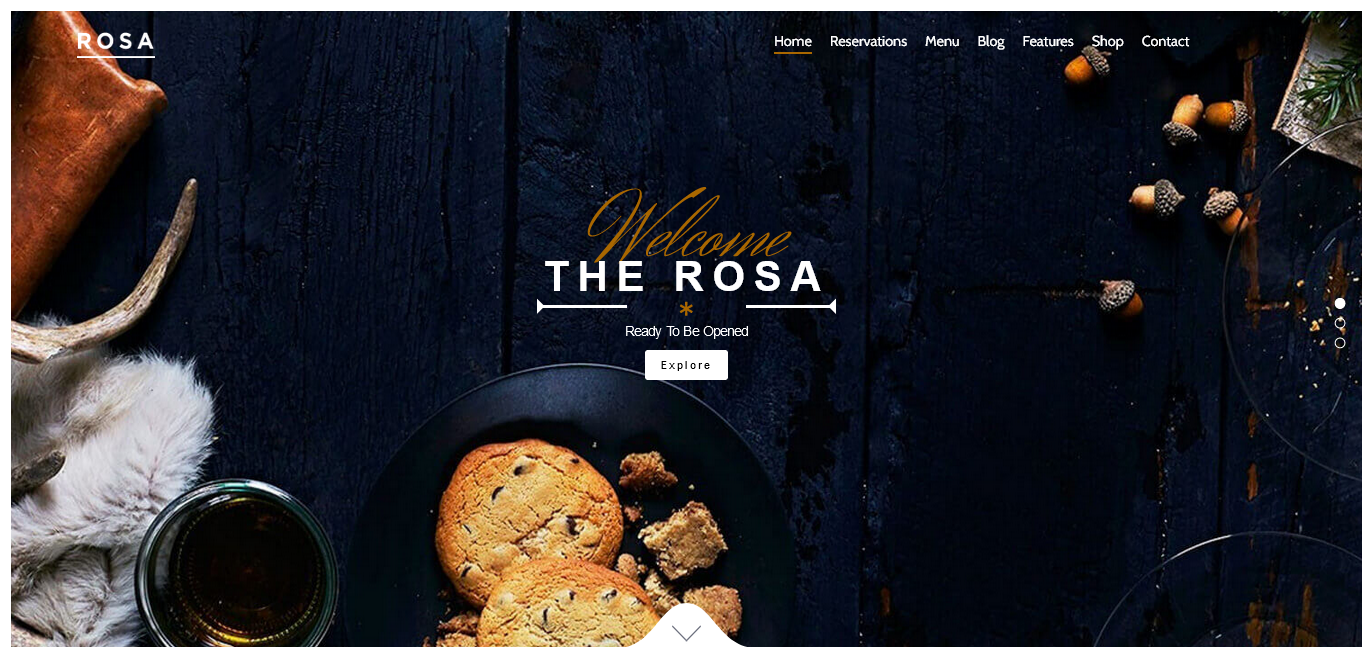 ROSA
Home Reservations Menu Blog Features Shop Contact
Welcome
THE ROSA
*
Ready To Be Opened
Explore